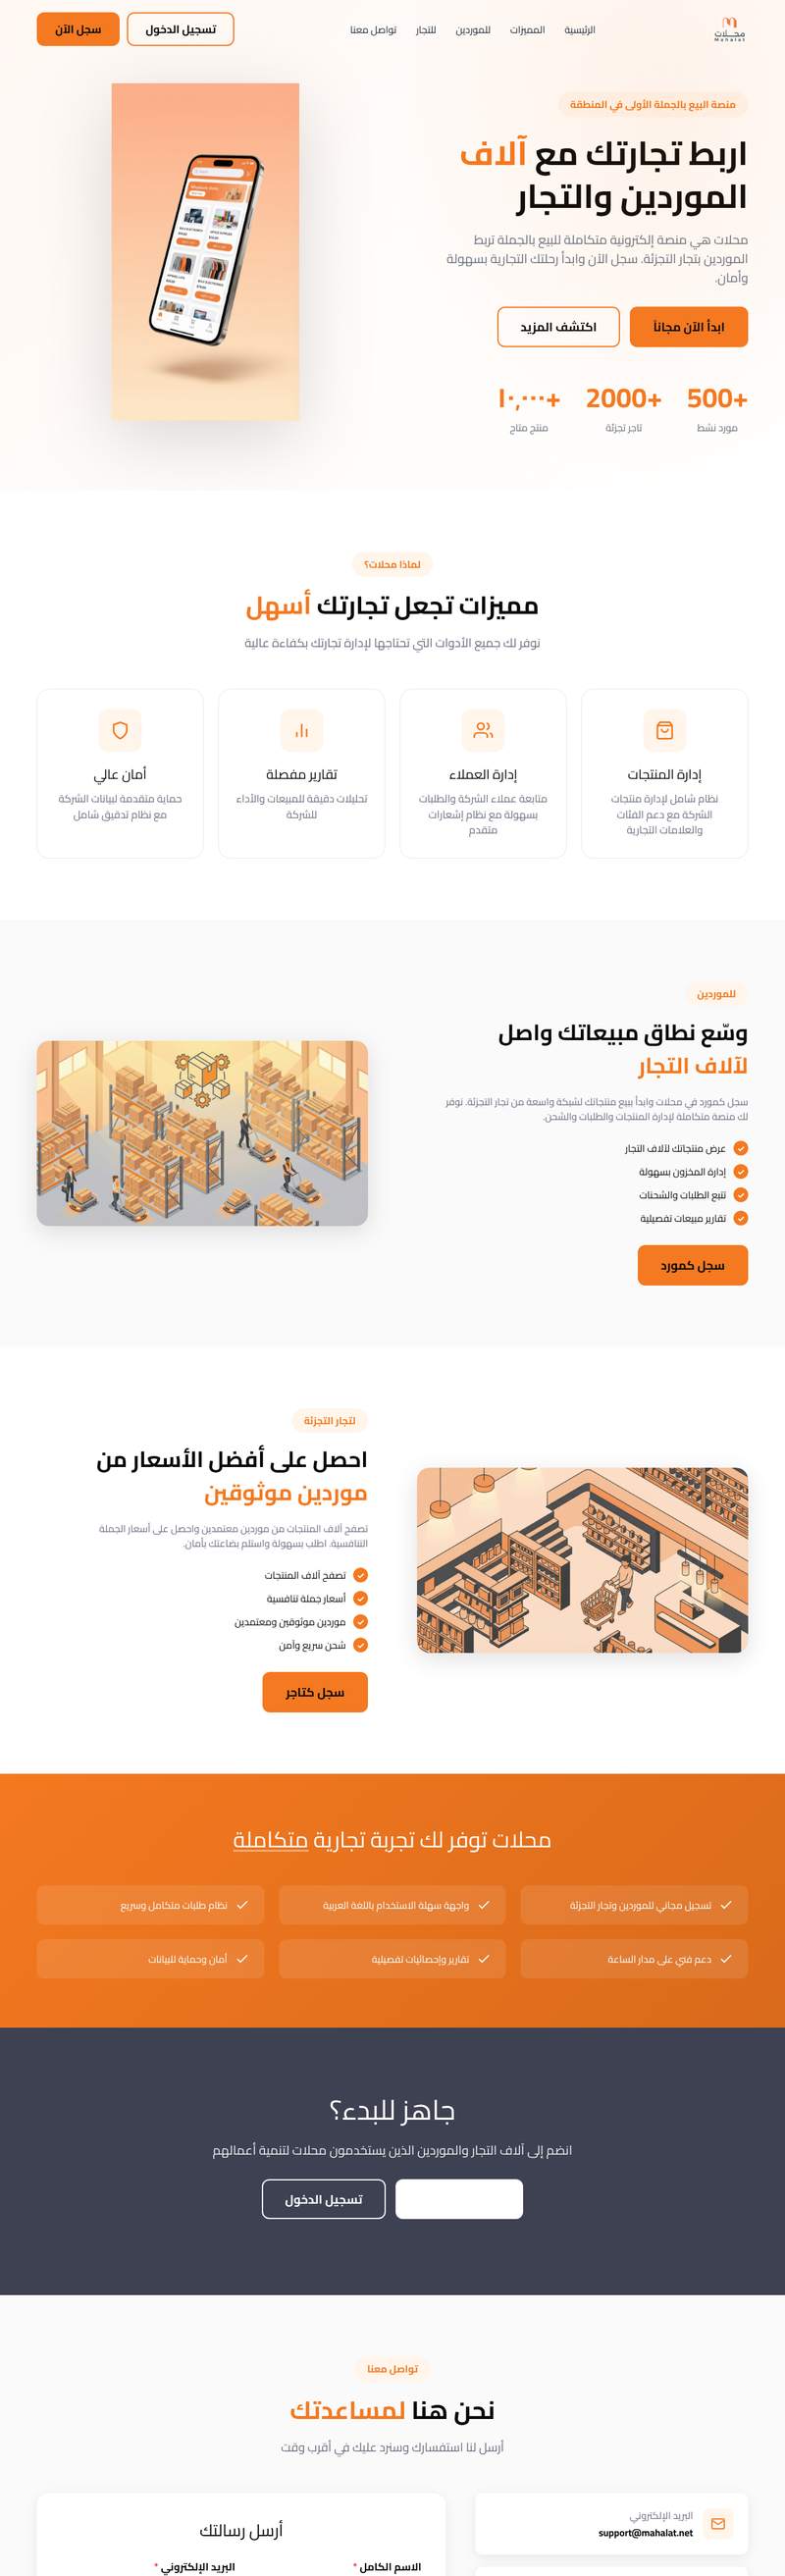 محلات
Mahalat
الرئيسية
المميزات
للموردين
للتجار
تواصل معنا
تسجيل الدخول
سجل الآن
منصة البيع بالجملة الأولى في المنطقة
اربط تجارتك مع آلاف
الموردين والتجار
محلات هي منصة إلكترونية متكاملة للبيع بالجملة تربط
الموردين بتجار التجزئة. سجل الآن وابدأ رحلتك التجارية بسهولة
وأمان.
ابدأ الآن مجاناً
اكتشف المزيد
+500
مورد نشط
+2000
تاجر تجزئة
+١٠,٠٠٠
منتج متاح
لماذا محلات؟
مميزات تجعل تجارتك أسهل
نوفر لك جميع الأدوات التي تحتاجها لإدارة تجارتك بكفاءة عالية
إدارة المنتجات
نظام شامل لإدارة منتجات
الشركة مع دعم الفئات
والعلامات التجارية
إدارة العملاء
متابعة عملاء الشركة والطلبات
بسهولة مع نظام إشعارات
متقدم
تقارير مفصلة
تحليلات دقيقة للمبيعات والأداء
للشركة
أمان عالي
حماية متقدمة لبيانات الشركة
مع نظام تدقيق شامل
للموردين
وسّع نطاق مبيعاتك واصل
لآلاف التجار
سجل كمورد في محلات وابدأ ببيع منتجاتك لشبكة واسعة من تجار التجزئة. نوفر
لك منصة متكاملة لإدارة المنتجات والطلبات والشحن.
عرض منتجاتك لآلاف التجار
إدارة المخزون بسهولة
تتبع الطلبات والشحنات
تقارير مبيعات تفصيلية
سجل كمورد
لتجار التجزئة
احصل على أفضل الأسعار من
موردين موثوقين
تصفح آلاف المنتجات من موردين معتمدين واحصل على أسعار الجملة
التنافسية. اطلب بسهولة واستلم بضاعتك بأمان.
تصفح آلاف المنتجات
أسعار جملة تنافسية
موردين موثوقين ومعتمدين
شحن سريع وآمن
سجل كتاجر
محلات توفر لك تجربة تجارية متكاملة
تسجيل مجاني للموردين وتجار التجزئة
واجهة سهلة الاستخدام باللغة العربية
نظام طلبات متكامل وسريع
دعم فني على مدار الساعة
تقارير وإحصائيات تفصيلية
أمان وحماية للبيانات
جاهز للبدء؟
انضم إلى آلاف التجار والموردين الذين يستخدمون محلات لتنمية أعمالهم
تسجيل الدخول
تواصل معنا
نحن هنا لمساعدتك
أرسل لنا استفسارك وسنرد عليك في أقرب وقت
البريد الإلكتروني
support@mahalat.net
أرسل رسالتك
الاسم الكامل *
البريد الإلكتروني *